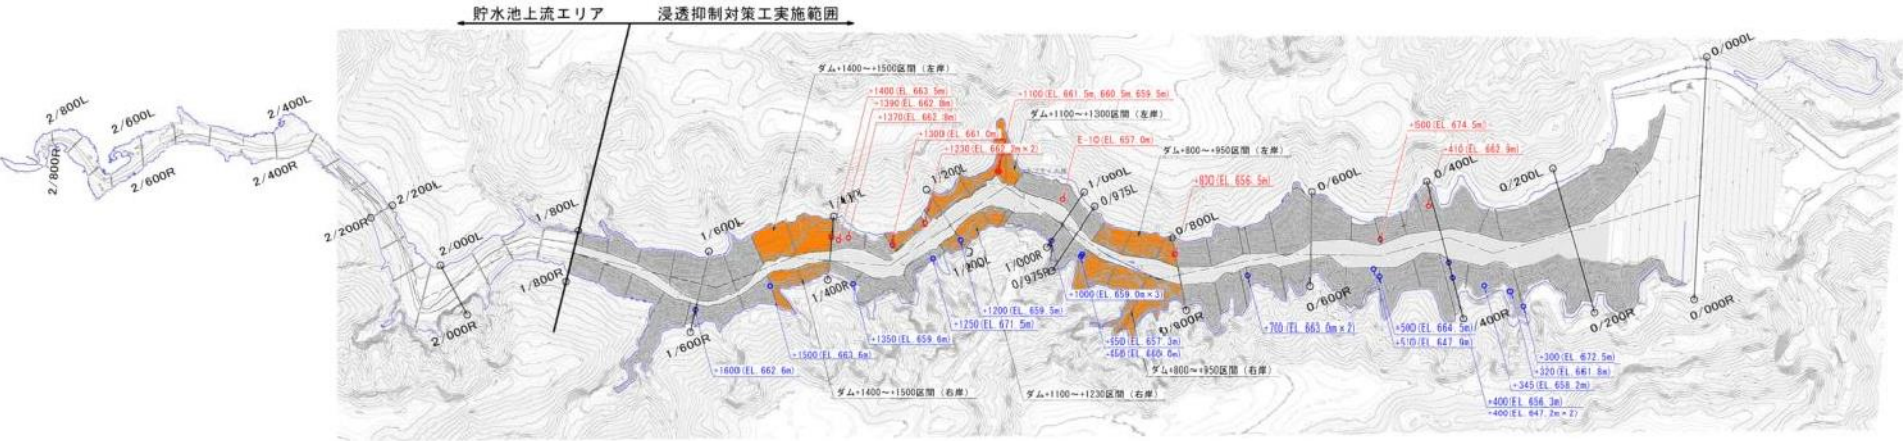 貯水池上流エリア
浸透抑制対策工実施範囲
0/000L
ダム+1400〜+1500区間（左岸）
+1400(EL. 663.5m)
+1390(EL. 662.8m)
+1370(EL. 662.8m)
+1300(EL. 661.0m)
+1230(EL. 662.2m×2)
+1100(EL. 661.5m, 660.5m, 659.5m)
ダム+1100〜+1300区間（左岸）
E-10(EL. 657.0m)
ダム+800〜+950区間（左岸）
+800(EL. 656.5m)
+500(EL. 674.5m)
+410(EL. 662.9m)
2/800L
2/600L
2/400L
2/800R
2/600R
2/400R
2/200L
2/200R
2/000L
2/000R
1/800L
1/800R
1/600L
1/600R
1/400R
1/200L
1/000L
0/975L
1/000R
0/975R
0/800L
0/800R
0/600L
0/600R
0/400L
0/200L
0/200R
0/000R
+1000(EL. 659.0m×3)
+1200(EL. 659.5m)
+1250(EL. 671.5m)
+1350(EL. 659.6m)
+1500(EL. 663.6m)
+1600(EL. 662.6m)
+950(EL. 657.3m)
+700(EL. 663.0m×2)
+500(EL. 664.5m)
+510(EL. 647.9m)
+300(EL. 672.5m)
+320(EL. 661.8m)
+345(EL. 658.2m)
+400(EL. 656.3m)
+400(EL. 647.2m×2)
ダム+800〜+950区間（右岸）
ダム+1400〜+1500区間（右岸）
ダム+1100〜+1230区間（右岸）